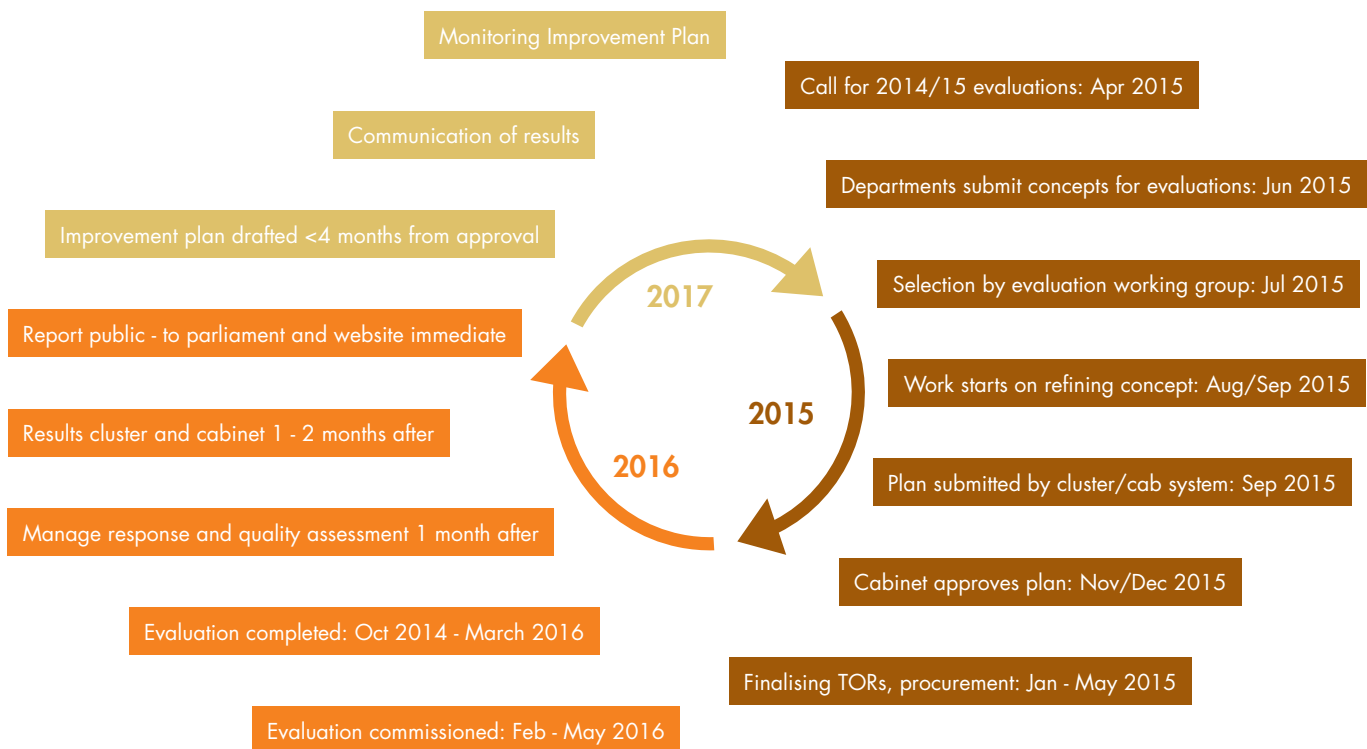 Monitoring Improvement Plan
Call for 2014/15 evaluations: Apr 2015
Communication of results
Departments submit concepts for evaluations: Jun 2015
Improvement plan drafted <4 months from approval
Selection by evaluation working group: Jul 2015
2017
Report public - to parliament and website immediate
Work starts on refining concept: Aug/Sep 2015
2015
Results cluster and cabinet 1 - 2 months after
2016
Plan submitted by cluster/cab system: Sep 2015
Manage response and quality assessment 1 month after
Cabinet approves plan: Nov/Dec 2015
Evaluation completed: Oct 2014 - March 2016
Finalising TORs, procurement: Jan - May 2015
Evaluation commissioned: Feb - May 2016